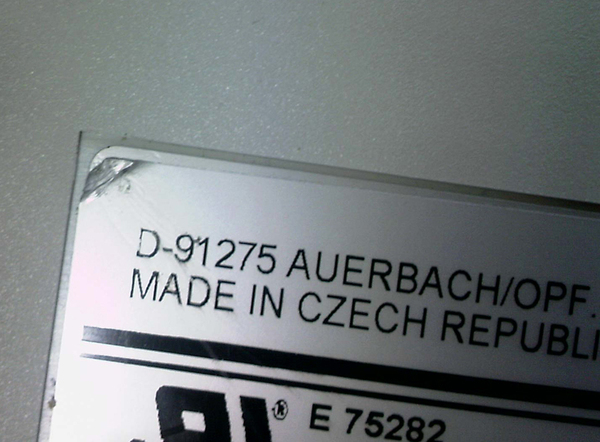 D-91275 AUERBACH/OPF.
MADE IN CZECH REPUBLI
® E 75282